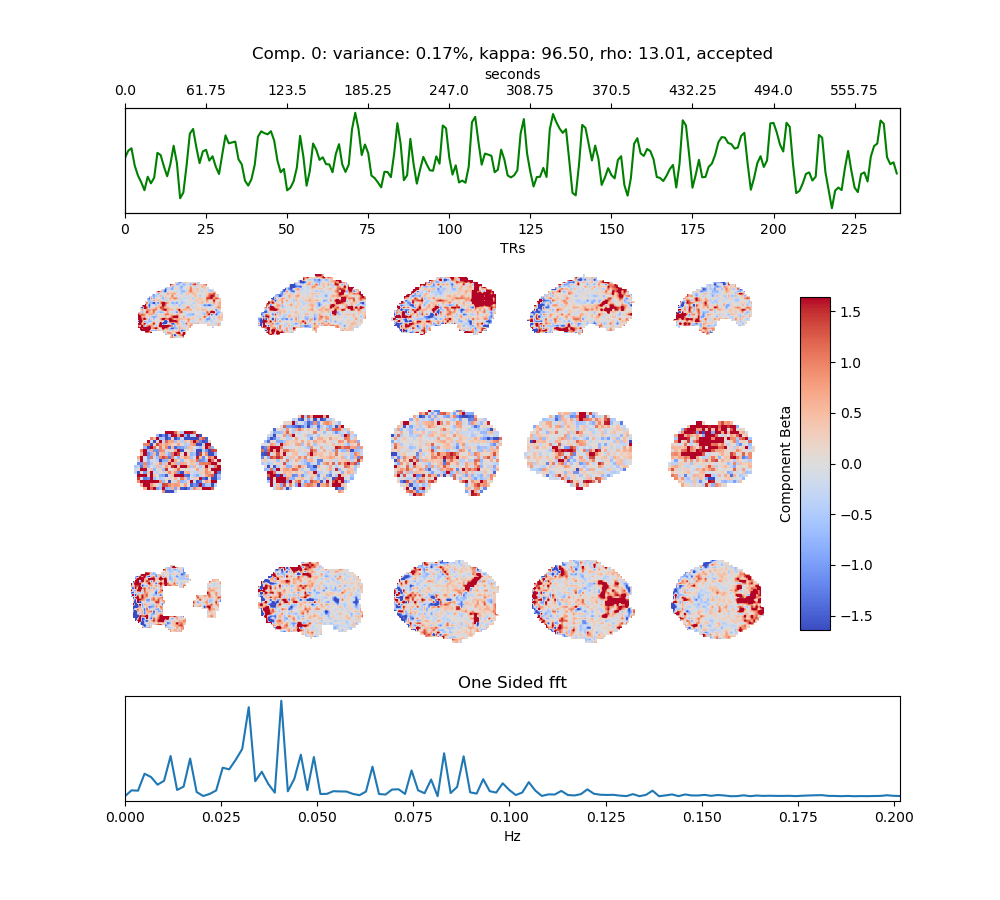 Comp. 0: variance: 0.17%, kappa: 96.50, rho: 13.01, accepted
seconds
0.0 61.75 123.5 185.25 247.0 308.75 370.5 432.25 494.0 555.75
0 25 50 75 100 125 150 175 200 225
TRs
1.5
1.0
0.5
0.0
−0.5
−1.0
−1.5
Component Beta
One Sided fft
0.000 0.025 0.050 0.075 0.100 0.125 0.150 0.175 0.200
Hz